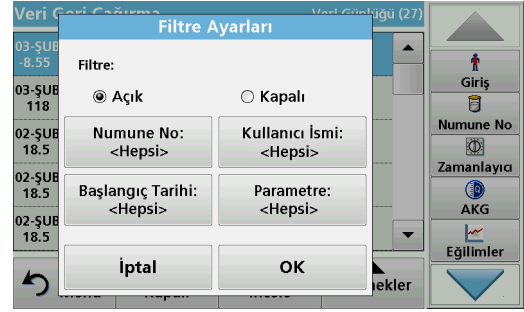 Veri Geri Çağırma
Veri Günlüğü (27)
Filtre Ayarları
03-ŞUB
-8.55
Filtre:
Açık
Kapalı
03-ŞUB
118
Numune No:
<Hepsi>
Kullanıcı İsmi:
<Hepsi>
02-ŞUB
18.5
Başlangıç Tarihi:
<Hepsi>
Parametre:
<Hepsi>
02-ŞUB
18.5
02-ŞUB
18.5
İptal
OK
Giriş
Numune No
Zamanlayıcı
AKG
Eğilimler